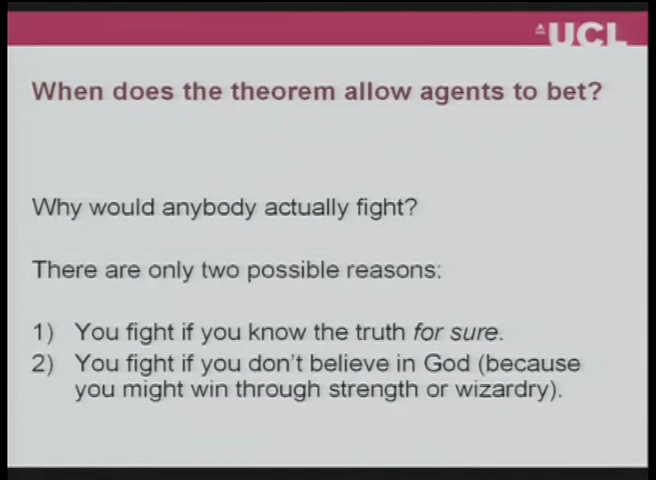 UCL
When does the theorem allow agents to bet?
Why would anybody actually fight?
There are only two possible reasons:
1) You fight if you know the truth for sure.
2) You fight if you don't believe in God (because
you might win through strength or wizardry).